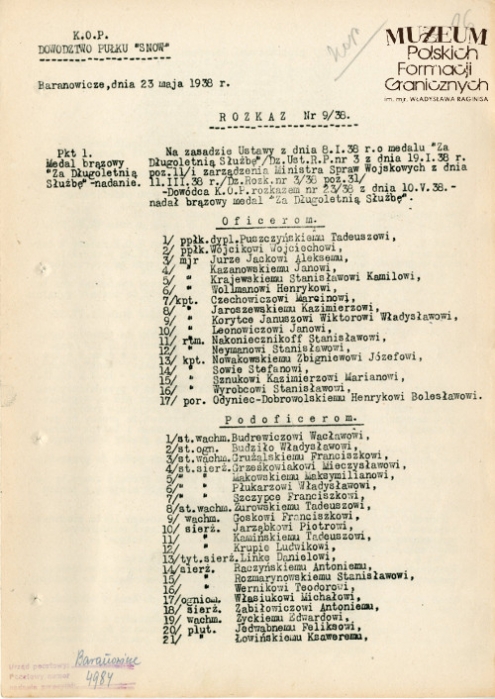 K.O.P.
DOWÓDZTWO PUŁKU "SNOW"
MUZEUM
Polskich
Formacji
Granicznych
im. mjr. WŁADYSŁAWA RAGINISA
Baranowicze, dnia 23 maja 1938 r.
ROZKAZ Nr 9/38.
Pkt 1.
Medal brązowy
"Za Długoletnią
Służbę"-nadanie.
Na zasadzie Ustawy z dnia 8.I.38 r.o medalu "Za
Długoletnią Służbę"/Dz.Ust.R.P.nr 3 z dnia 19.I.38 r.
poz.11/i zarządzenia Ministra Spraw Wojskowych z dnia
11.III.38 r./Dz.Rozk.nr 3/38 poz.31/
-Dowódca K.O.P.rozkazem nr 23/38 z dnia 10.V.38.-
nadał brązowy medal "Za Długoletnią Służbę".
Oficerom.
1/ ppłk.dypl.Puszczyńskiemu Tadeuszowi,
2/ ppłk.Wójcikowi Wojciechowi,
3/ mjr Jurze Jackowi Aleksemu,
4/ " Kazanowskiemu Janowi,
5/ " Krajewskiemu Stanisławowi Kamilowi,
6/ " Wollmanowi Henrykowi,
7/kpt. Czechowiczowi Marcinowi,
8/ " Jaroszewskiemu Kazimierzowi,
9/ " Korytce Januszowi Wiktorowi Władysławowi,
10/ " Leonowiczowi Janowi,
11/ rtm. Nakoniecznikoff Stanisławowi,
12/ " Neymanowi Stanisławowi,
13/ kpt. Nowakowskiemu Zbigniewowi Józefowi,
14/ " Sowie Stefanowi,
15/ " Sznukowi Kazimierzowi Marianowi,
16/ " Wyrobcowi Stanisławowi,
17/ por. Odyniec-Dobrowolskiemu Henrykowi Bolesławowi.
Podoficerom.
1/st.wachm.Budrewiczowi Wacławowi,
2/st.ogn. Budziło Władysławowi,
3/st.wachm.Grużalskiemu Franciszkowi,
4/st.sierż.Grześkowiakowi Mieczysławowi,
5/ " " Makowskiemu Maksymilianowi,
6/ " " Plukarzowi Władysławowi,
7/ " " Szczypce Franciszkowi,
8/st.wachm.Żurowskiemu Tadeuszowi,
9/ wachm. Goskowi Franciszkowi,
10/ sierż. Jarząbkowi Piotrowi,
11/ " Kamińskiemu Tadeuszowi,
12/ " Krupie Ludwikowi,
13/tyt.sierż.Linke Danielowi,
14/sierż. Raczyńskiemu Antoniemu,
15/ " Rozmarynowskiemu Stanisławowi,
16/ " Wernikowi Teodorowi,
17/ogniom. Własiukowi Michałowi,
18/ sierż. Zabiłowiczowi Antoniemu,
19/ wachm. Życkiemu Edwardowi,
20/ plut. Jedwabnemu Feliksowi,
21/ " Łowińskiemu Ksaweremu,
Baranowicze
4984